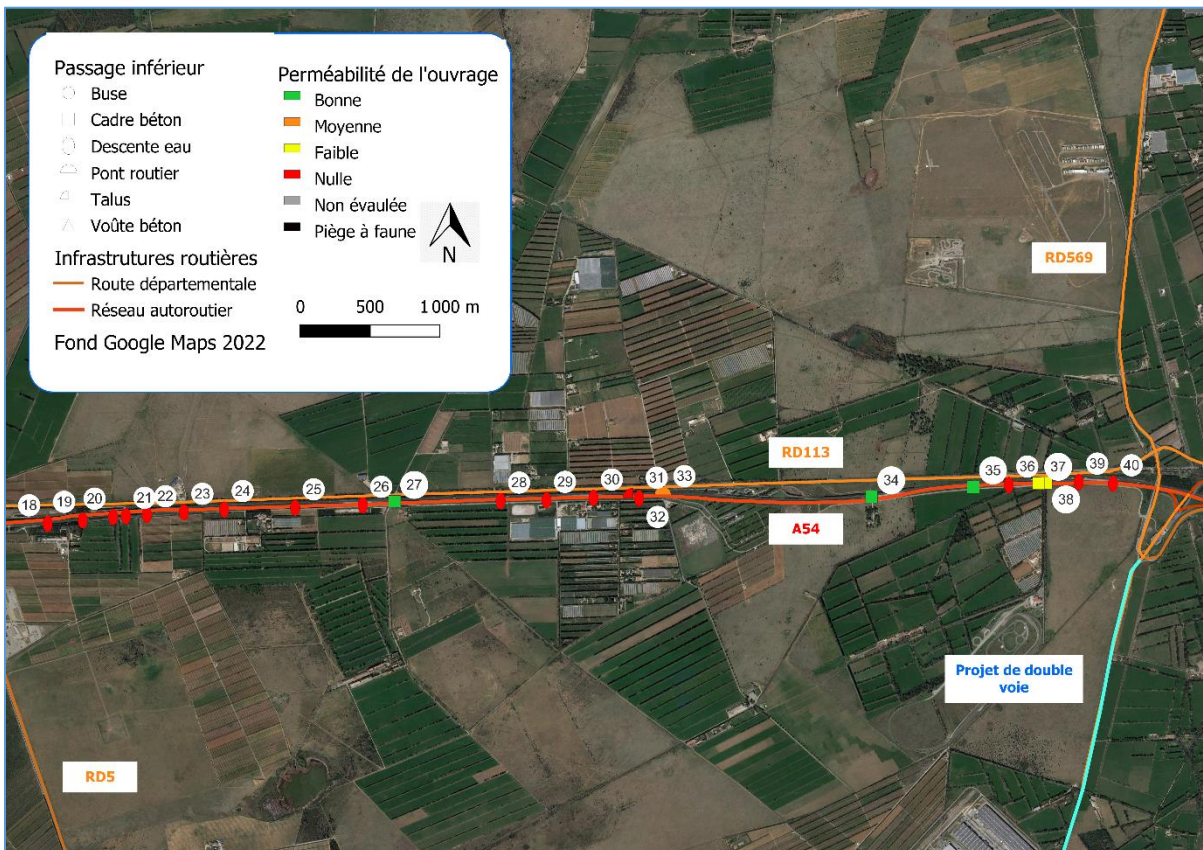 Passage inférieur
Buse
Cadre béton
Descente eau
Pont routier
Talus
Voûte béton
Infrastrutures routières
Route départementale
Réseau autoroutier
Fond Google Maps 2022
Perméabilité de l'ouvrage
Bonne
Moyenne
Faible
Nulle
Non évaulée
Piège à faune
N
0 500 1 000 m
RD569
RD113
18 19 20 21 22 23 24 25 26 27 28 29 30 31 33 34 35 36 37 39 40
32
38
A54
Projet de double
voie
RD5